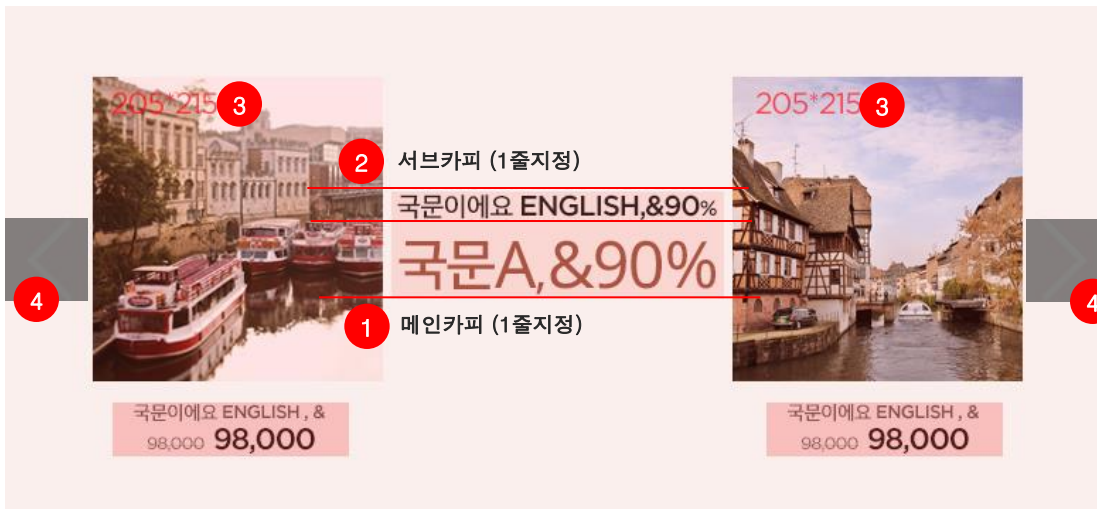 205*215 3
205*215 3
2 서브카피 (1줄지정)
국문이에요 ENGLISH,&90%
국문A,&90%
4
4
1 메인카피 (1줄지정)
국문이에요 ENGLISH , &
98,000 98,000
국문이에요 ENGLISH , &
98,000 98,000